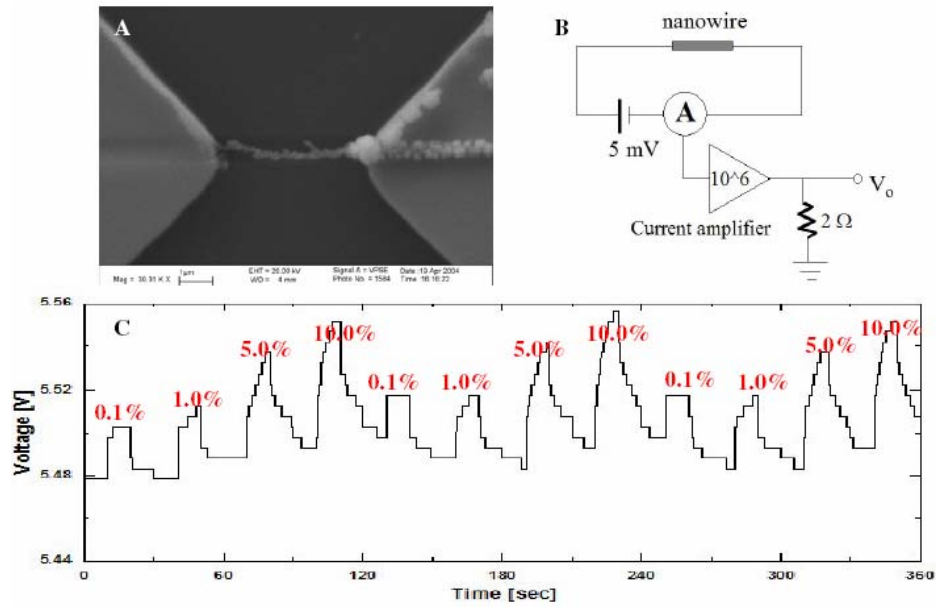 A
Mag = 30.01 K X
1µm
EHT = 20.00 kV
WD = 4 mm
Signal A = VPSE
Photo No. = 1584
Date :19 Apr 2004
B
nanowire
A
5 mV
10^6
V₀
Current amplifier
2 Ω
C
Voltage [V]
5.56
5.52
5.48
5.44
0.1%
1.0%
5.0%
10.0%
0.1%
1.0%
5.0%
10.0%
0.1%
1.0%
5.0%
10.0%
0
60
120
180
240
300
360
Time [sec]